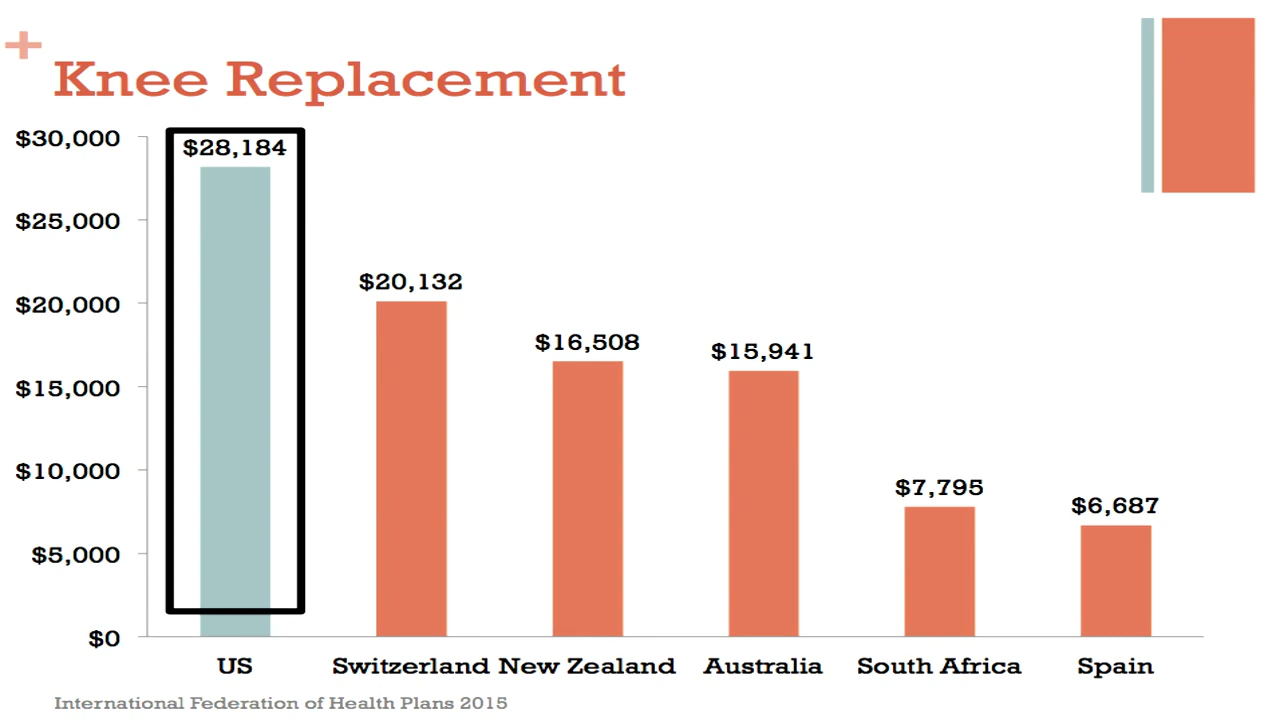 +
Knee Replacement
$30,000
$25,000
$20,000
$15,000
$10,000
$5,000
$0
$28,184
$20,132
$16,508
$15,941
$7,795
$6,687
US
Switzerland
New Zealand
Australia
South Africa
Spain
International Federation of Health Plans 2015